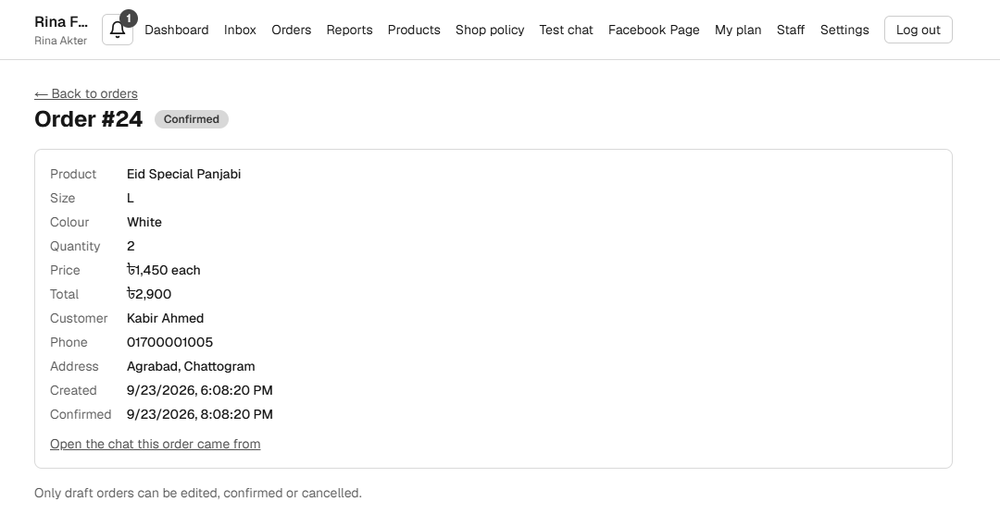 Rina F...
Rina Akter
1
Dashboard Inbox Orders Reports Products Shop policy Test chat Facebook Page My plan Staff Settings Log out
← Back to orders
Order #24 Confirmed
Product Eid Special Panjabi
Size L
Colour White
Quantity 2
Price ৳1,450 each
Total ৳2,900
Customer Kabir Ahmed
Phone 01700001005
Address Agrabad, Chattogram
Created 9/23/2026, 6:08:20 PM
Confirmed 9/23/2026, 8:08:20 PM
Open the chat this order came from
Only draft orders can be edited, confirmed or cancelled.